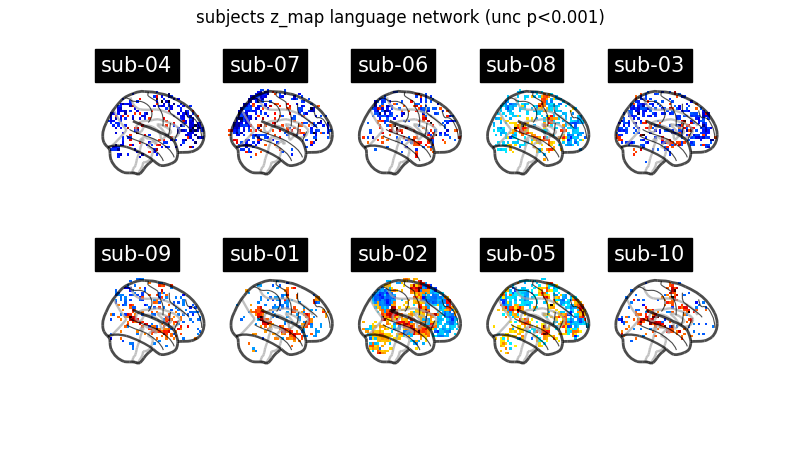 subjects z_map language network (unc p<0.001)
sub-04 sub-07 sub-06 sub-08 sub-03
sub-09 sub-01 sub-02 sub-05 sub-10